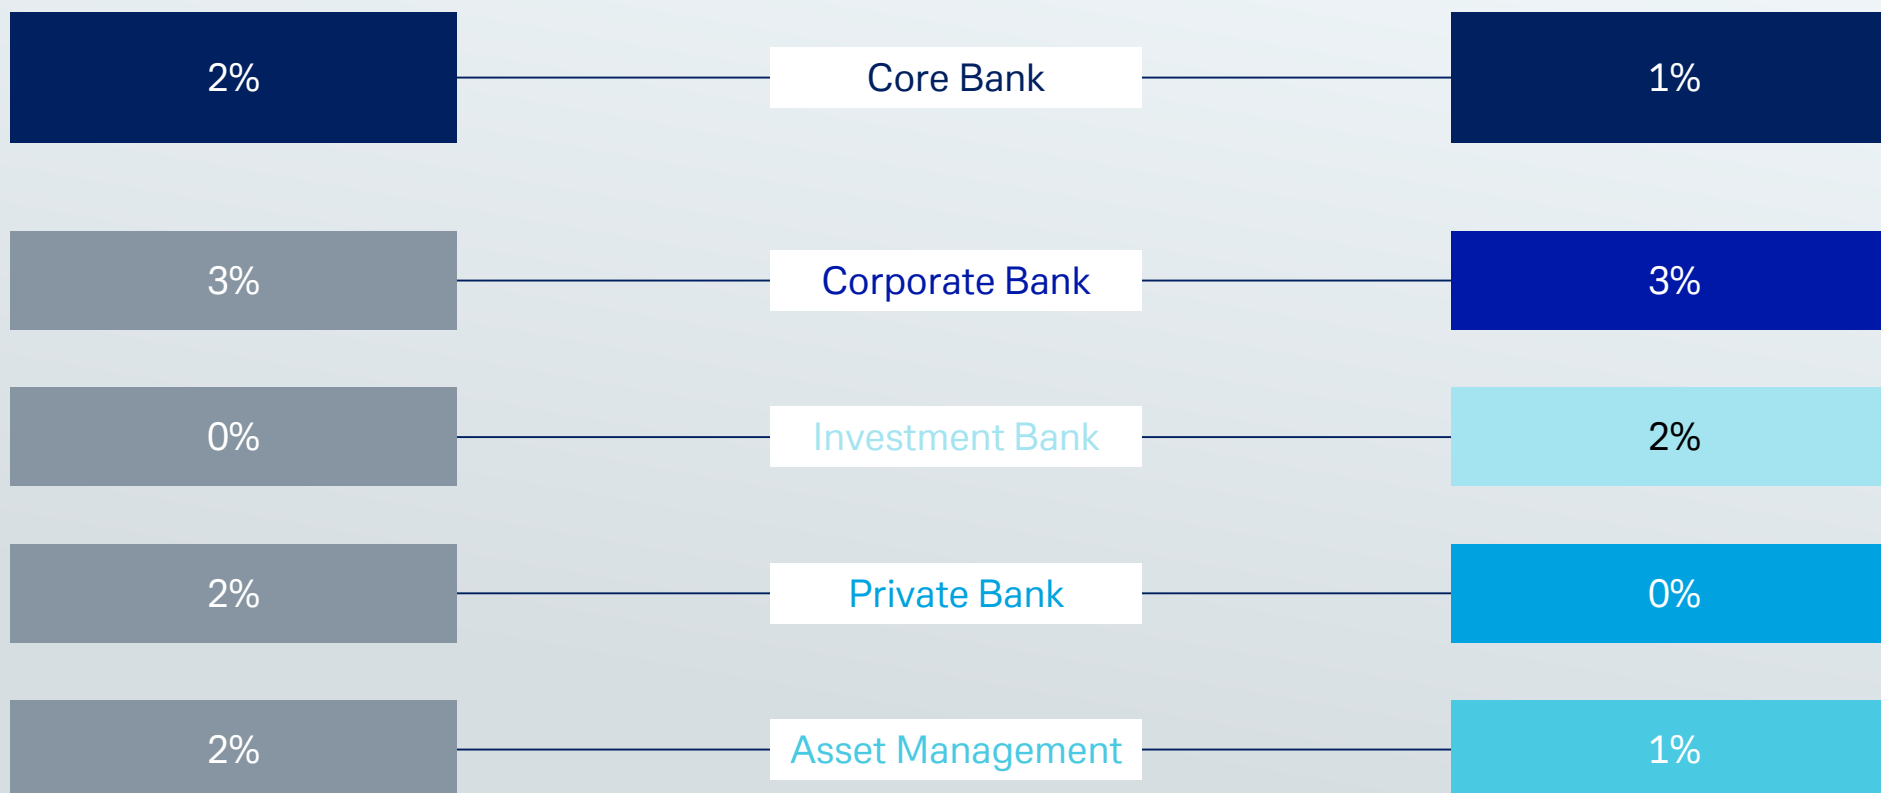 2% Core Bank 1%
3% Corporate Bank 3%
0% Investment Bank 2%
2% Private Bank 0%
2% Asset Management 1%